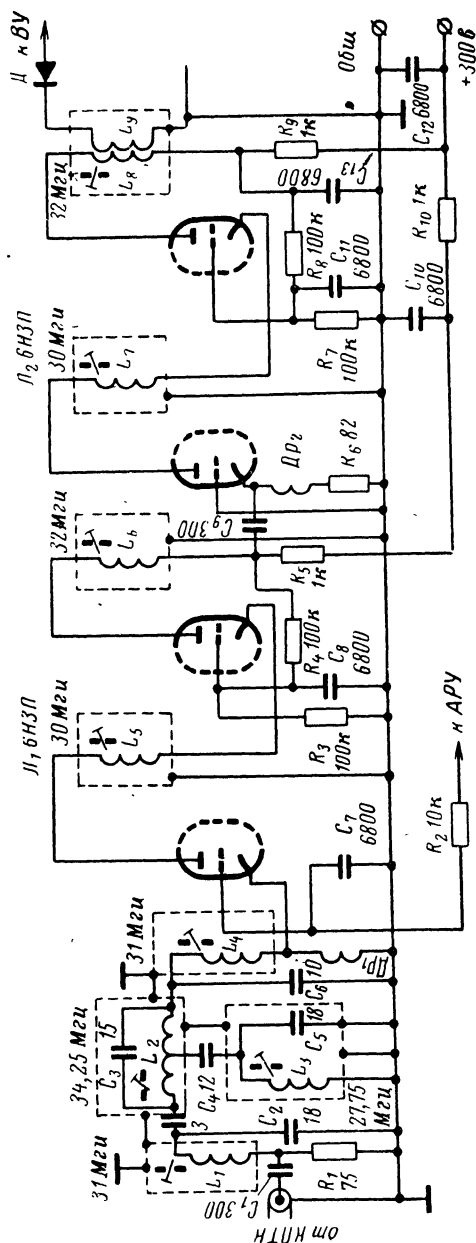 от КПТК
C₁ 300
R₁
75
31 Мгц
L₁
3
C₂
18
34,25 Мгц
C₃
15
L₂
C₄ 12
L₃
C₅
18
27,75
Мгц
31 Мгц
L₄
C₆
10
Др₁
Л₁ 6Н3П
30 Мгц
L₅
C₇
6800
R₂ 10к
к АРУ
R₃
100к
R₄ 100к
C₈
6800
32 Мгц
L₆
R₅
1к
C₉ 300
Др₂
R₆ 82
Л₂ 6Н3П
30 Мгц
L₇
R₇
100к
R₈ 100к
C₁₁
6800
C₁₀
6800
R₁₀ 1к
32 Мгц
L₈
L₉
R₉
1к
C₁₃
6800
C₁₂ 6800
Д
к ВУ
Общ
+300в